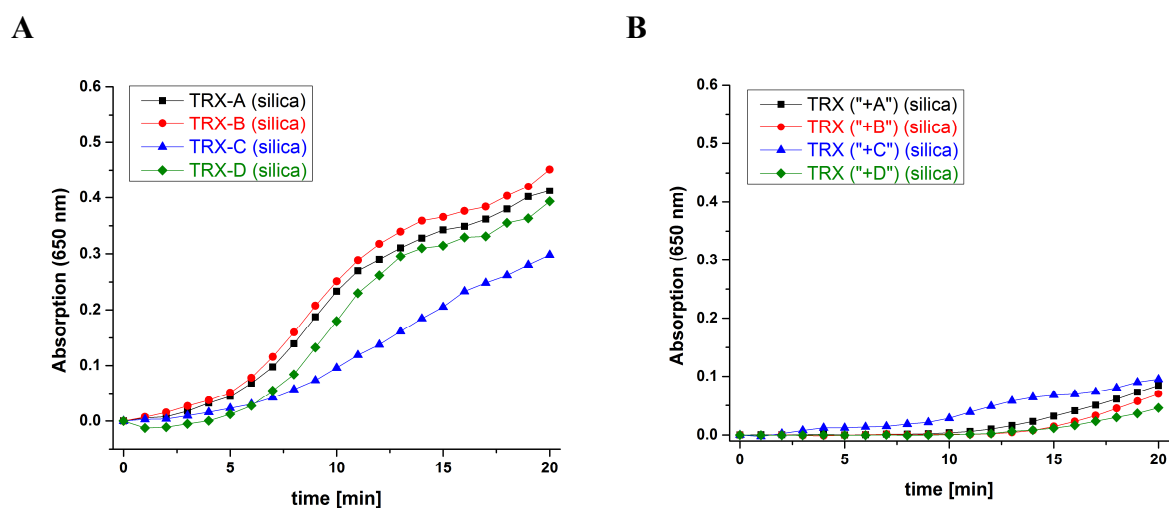 A
0.6
0.5
0.4
0.3
0.2
0.1
0.0
Absorption (650 nm)
TRX-A (silica)
TRX-B (silica)
TRX-C (silica)
TRX-D (silica)
0
5
10
15
20
time [min]
B
0.6
0.5
0.4
0.3
0.2
0.1
0.0
Absorption (650 nm)
TRX ("+A") (silica)
TRX ("+B") (silica)
TRX ("+C") (silica)
TRX ("+D") (silica)
0
5
10
15
20
time [min]